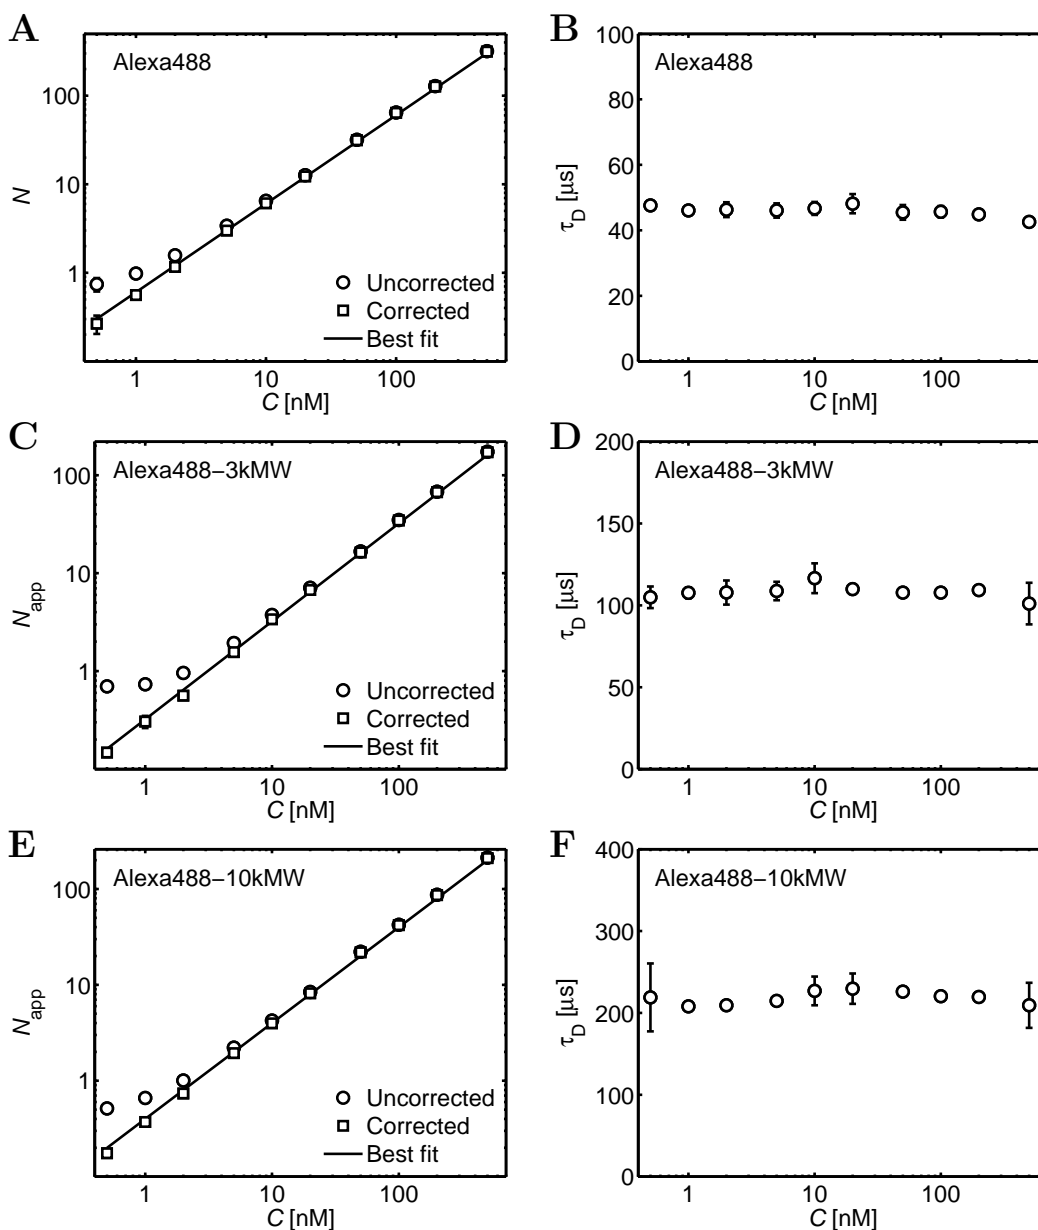 A
Alexa488
N
100
10
1
Uncorrected
Corrected
Best fit
1
10
100
C [nM]
B
Alexa488
τD [μs]
100
80
60
40
20
0
1
10
100
C [nM]
C
Alexa488−3kMW
Napp
100
10
1
Uncorrected
Corrected
Best fit
1
10
100
C [nM]
D
Alexa488−3kMW
τD [μs]
200
150
100
50
0
1
10
100
C [nM]
E
Alexa488−10kMW
Napp
100
10
1
Uncorrected
Corrected
Best fit
1
10
100
C [nM]
F
Alexa488−10kMW
τD [μs]
400
300
200
100
0
1
10
100
C [nM]